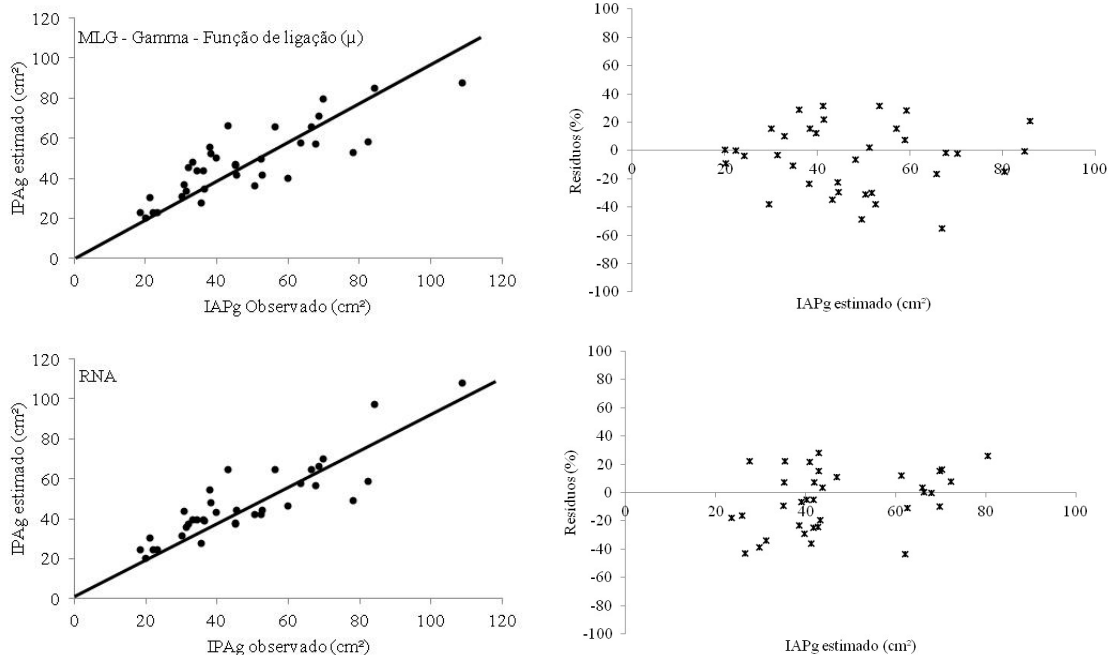 MLG - Gamma - Função de ligação (µ)
IPAg estimado (cm²)
120
100
80
60
40
20
0
0 20 40 60 80 100 120
IAPg Observado (cm²)
Resíduos (%)
100
80
60
40
20
0
-20
-40
-60
-80
-100
0 20 40 60 80 100
IAPg estimado (cm²)
RNA
IPAg estimado (cm²)
120
100
80
60
40
20
0
0 20 40 60 80 100 120
IPAg observado (cm²)
Resíduos (%)
100
80
60
40
20
0
-20
-40
-60
-80
-100
0 20 40 60 80 100
IAPg estimado (cm²)